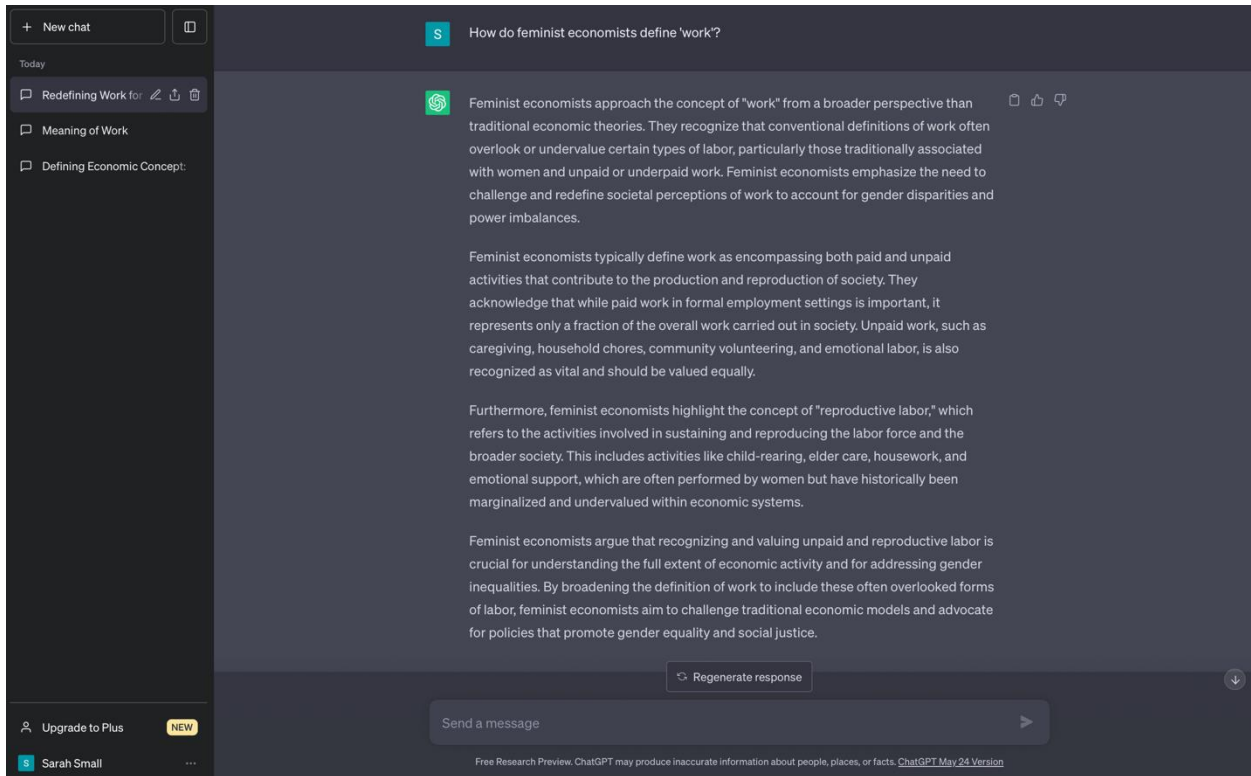 + New chat
Today
Redefining Work for
Meaning of Work
Defining Economic Concept:
Upgrade to Plus NEW
S Sarah Small
...
S How do feminist economists define 'work'?
Feminist economists approach the concept of "work" from a broader perspective than
traditional economic theories. They recognize that conventional definitions of work often
overlook or undervalue certain types of labor, particularly those traditionally associated
with women and unpaid or underpaid work. Feminist economists emphasize the need to
challenge and redefine societal perceptions of work to account for gender disparities and
power imbalances.
Feminist economists typically define work as encompassing both paid and unpaid
activities that contribute to the production and reproduction of society. They
acknowledge that while paid work in formal employment settings is important, it
represents only a fraction of the overall work carried out in society. Unpaid work, such as
caregiving, household chores, community volunteering, and emotional labor, is also
recognized as vital and should be valued equally.
Furthermore, feminist economists highlight the concept of "reproductive labor," which
refers to the activities involved in sustaining and reproducing the labor force and the
broader society. This includes activities like child-rearing, elder care, housework, and
emotional support, which are often performed by women but have historically been
marginalized and undervalued within economic systems.
Feminist economists argue that recognizing and valuing unpaid and reproductive labor is
crucial for understanding the full extent of economic activity and for addressing gender
inequalities. By broadening the definition of work to include these often overlooked forms
of labor, feminist economists aim to challenge traditional economic models and advocate
for policies that promote gender equality and social justice.
Regenerate response
Send a message
Free Research Preview. ChatGPT may produce inaccurate information about people, places, or facts. ChatGPT May 24 Version